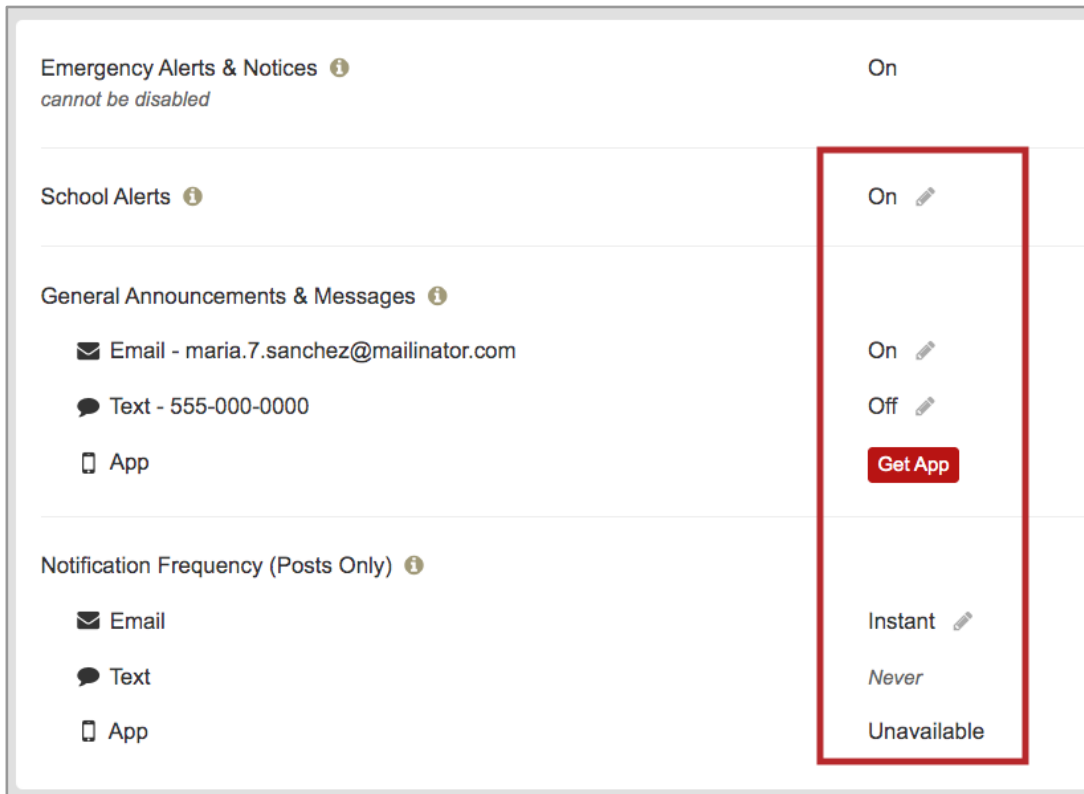 Emergency Alerts & Notices On
cannot be disabled
School Alerts On
General Announcements & Messages
Email - maria.7.sanchez@mailinator.com On
Text - 555-000-0000 Off
App Get App
Notification Frequency (Posts Only)
Email Instant
Text Never
App Unavailable